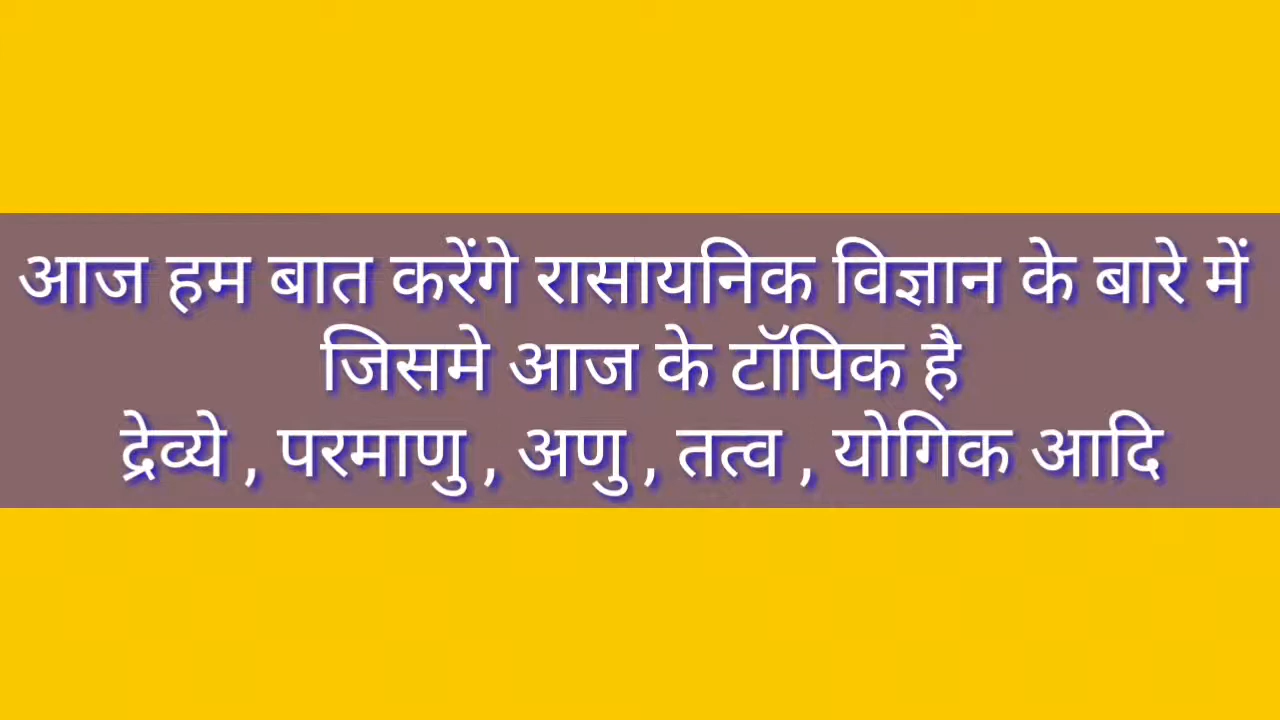 आज हम बात करेंगे रासायनिक विज्ञान के बारे में
जिसमे आज के टॉपिक है
द्रेव्ये , परमाणु , अणु , तत्व , योगिक आदि